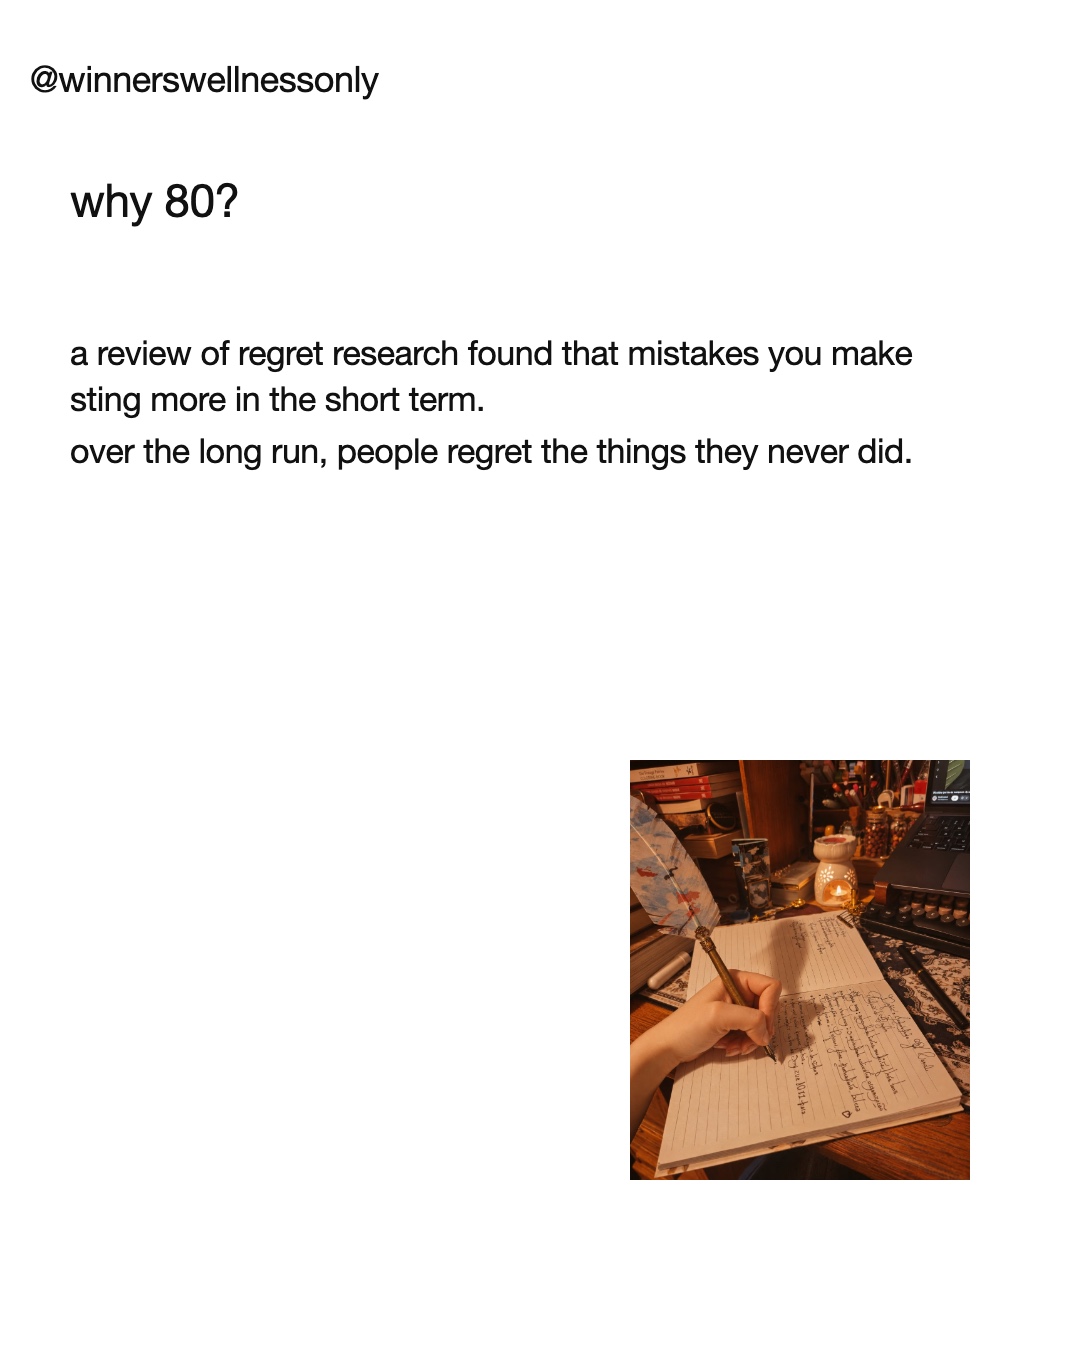 @winnerswellnessonly
why 80?
a review of regret research found that mistakes you make
sting more in the short term.
over the long run, people regret the things they never did.